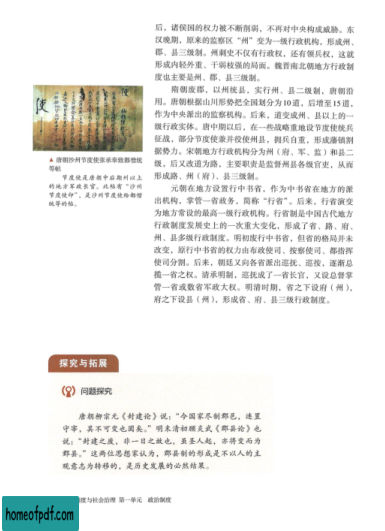 后，诸侯国的权力被不断削弱，不再对中央构成威胁。东
汉晚期，原来的监察区“州”变为一级行政机构，形成州、
郡、县三级制。州刺史不仅有行政权，还有领兵权，这就
形成内轻外重、干弱枝强的局面。魏晋南北朝地方行政制
度也主要是州、郡、县三级制。
隋朝废郡，以州统县，实行州、县二级制，唐朝沿
用。唐朝根据山川形势把全国划分为10道，后增至15道，
作为中央派出的监察机构。后来，道变成州、县以上的一
级行政实体。唐中期以后，在一些战略重地设节度使统兵
征战，部分节度使兼并役使州县，拥兵自重，形成藩镇割
据势力。宋朝地方行政机构分为州（府、军、监）和县二
级，后又改道为路，主要职责是监督州县各级官吏，从而
形成路、州（府）、县三级制。
元朝在地方设置行中书省，作为中书省在地方的派
出机构，掌管一省政务，简称“行省”。后来，行省演变
为地方常设的最高一级行政机构。行省制是中国古代地方
行政制度发展史上的一次重大变化，形成了省、路、府、
州、县多级行政制度。明初废行中书省，但省的格局并未
改变，原行中书省的权力由布政使司、按察使司、都指挥
使司分割。后来，朝廷又向各省派出巡抚、巡按，逐渐总
揽一省之权。清承明制，巡抚成了一省长官，又设总督掌
管一省或数省军政大权。明清时期，省之下设府（州），
府之下设县（州），形成省、府、县三级行政制度。
▲ 唐朝沙州节度使张承奉致都僧统
等帖
节度使是唐朝中后期州以上
的地方军政长官。此帖有“沙州
节度使印”，是沙州节度使给都僧
统等的帖。
探究与拓展
问题探究
唐朝柳宗元《封建论》说：“今国家尽制郡邑，连置
守宰，其不可变也固矣。”明末清初顾炎武《郡县论》也
说：“封建之废，非一日之故也，虽圣人起，亦将变而为
郡县。”这两位思想家认为，郡县制的形成是不以人的主
观意志为转移的，是历史发展的必然结果。
度与社会治理 第一单元 政治制度
homeofpdf.com